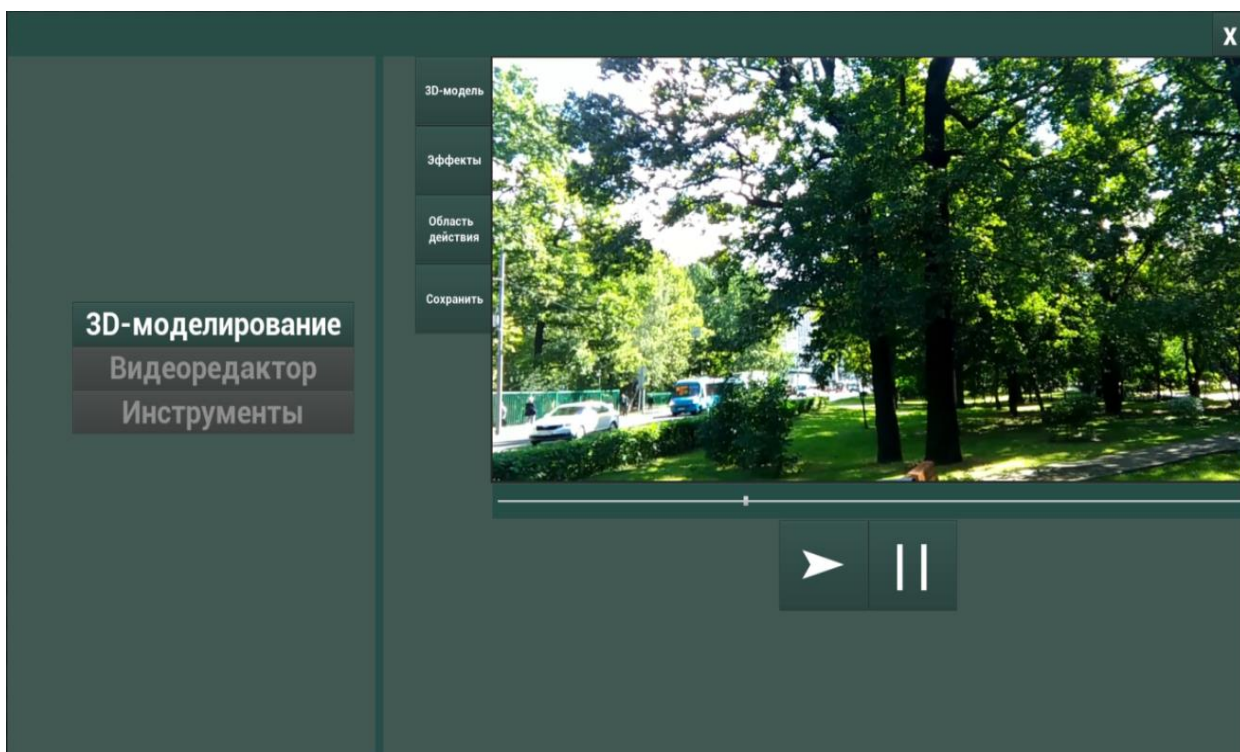 X
3D-модель
Эффекты
Область
действия
Сохранить
3D-моделирование
Видеоредактор
Инструменты